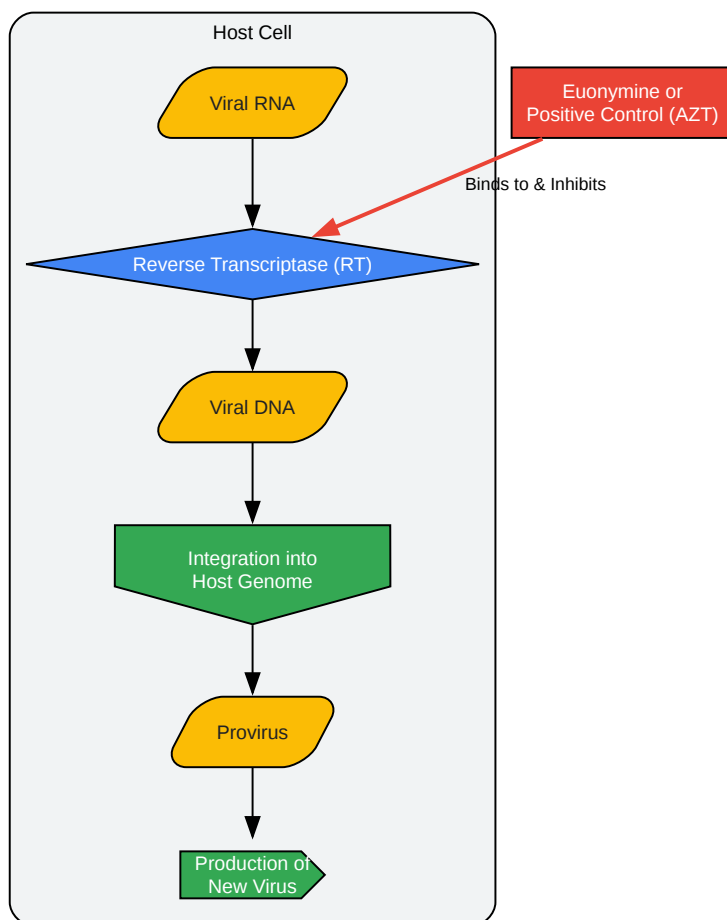 Host Cell
Viral RNA
Euonymine or
Positive Control (AZT)
Binds to & Inhibits
Reverse Transcriptase (RT)
Viral DNA
Integration into
Host Genome
Provirus
Production of
New Virus